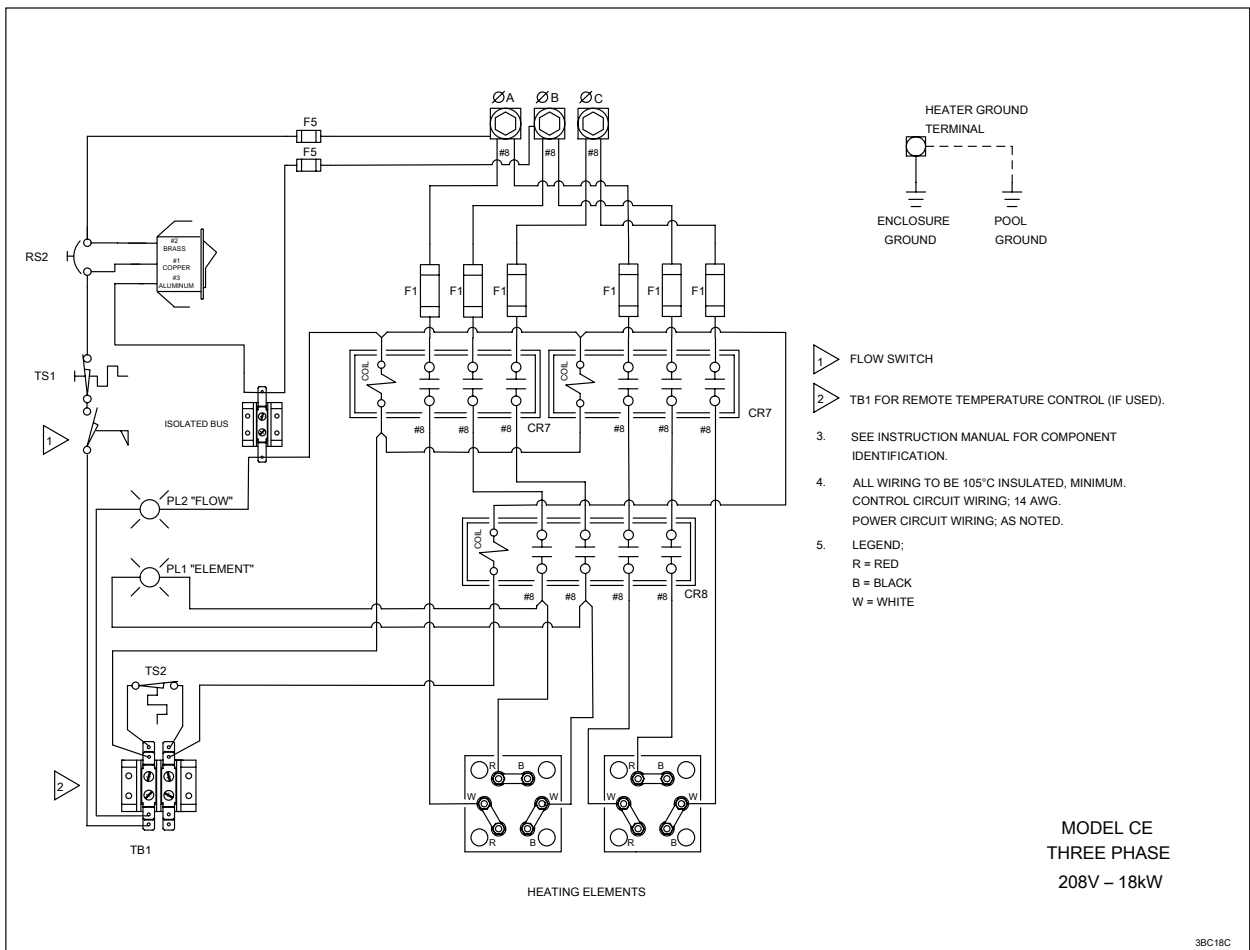 ØA ØB ØC
F5
F5
#8 #8 #8
HEATER GROUND
TERMINAL
ENCLOSURE
GROUND
POOL
GROUND
RS2
#2
BRASS
#1
COPPER
#3
ALUMINUM
F1 F1 F1 F1 F1 F1
TS1
1
ISOLATED BUS
COIL
COIL
CR7
CR7
#8 #8 #8 #8 #8 #8
1 FLOW SWITCH
2 TB1 FOR REMOTE TEMPERATURE CONTROL (IF USED).
3. SEE INSTRUCTION MANUAL FOR COMPONENT
IDENTIFICATION.
4. ALL WIRING TO BE 105°C INSULATED, MINIMUM.
CONTROL CIRCUIT WIRING; 14 AWG.
POWER CIRCUIT WIRING; AS NOTED.
5. LEGEND;
R = RED
B = BLACK
W = WHITE
PL2 "FLOW"
PL1 "ELEMENT"
COIL
CR8
#8 #8 #8 #8
TS2
2
TB1
R B
W W
R B
R B
W W
R B
HEATING ELEMENTS
MODEL CE
THREE PHASE
208V – 18kW
3BC18C